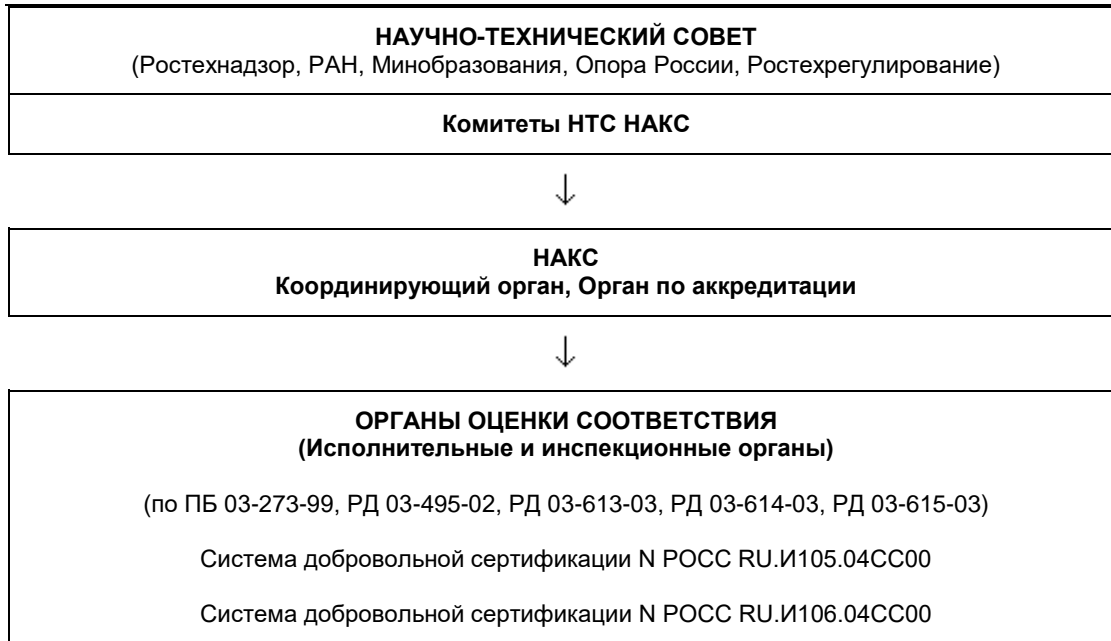 НАУЧНО-ТЕХНИЧЕСКИЙ СОВЕТ
(Ростехнадзор, РАН, Минобразования, Опора России, Ростехрегулирование)
Комитеты НТС НАКС
↓
НАКС
Координирующий орган, Орган по аккредитации
↓
ОРГАНЫ ОЦЕНКИ СООТВЕТСТВИЯ
(Исполнительные и инспекционные органы)
(по ПБ 03-273-99, РД 03-495-02, РД 03-613-03, РД 03-614-03, РД 03-615-03)
Система добровольной сертификации N РОСС RU.И105.04СС00
Система добровольной сертификации N РОСС RU.И106.04СС00